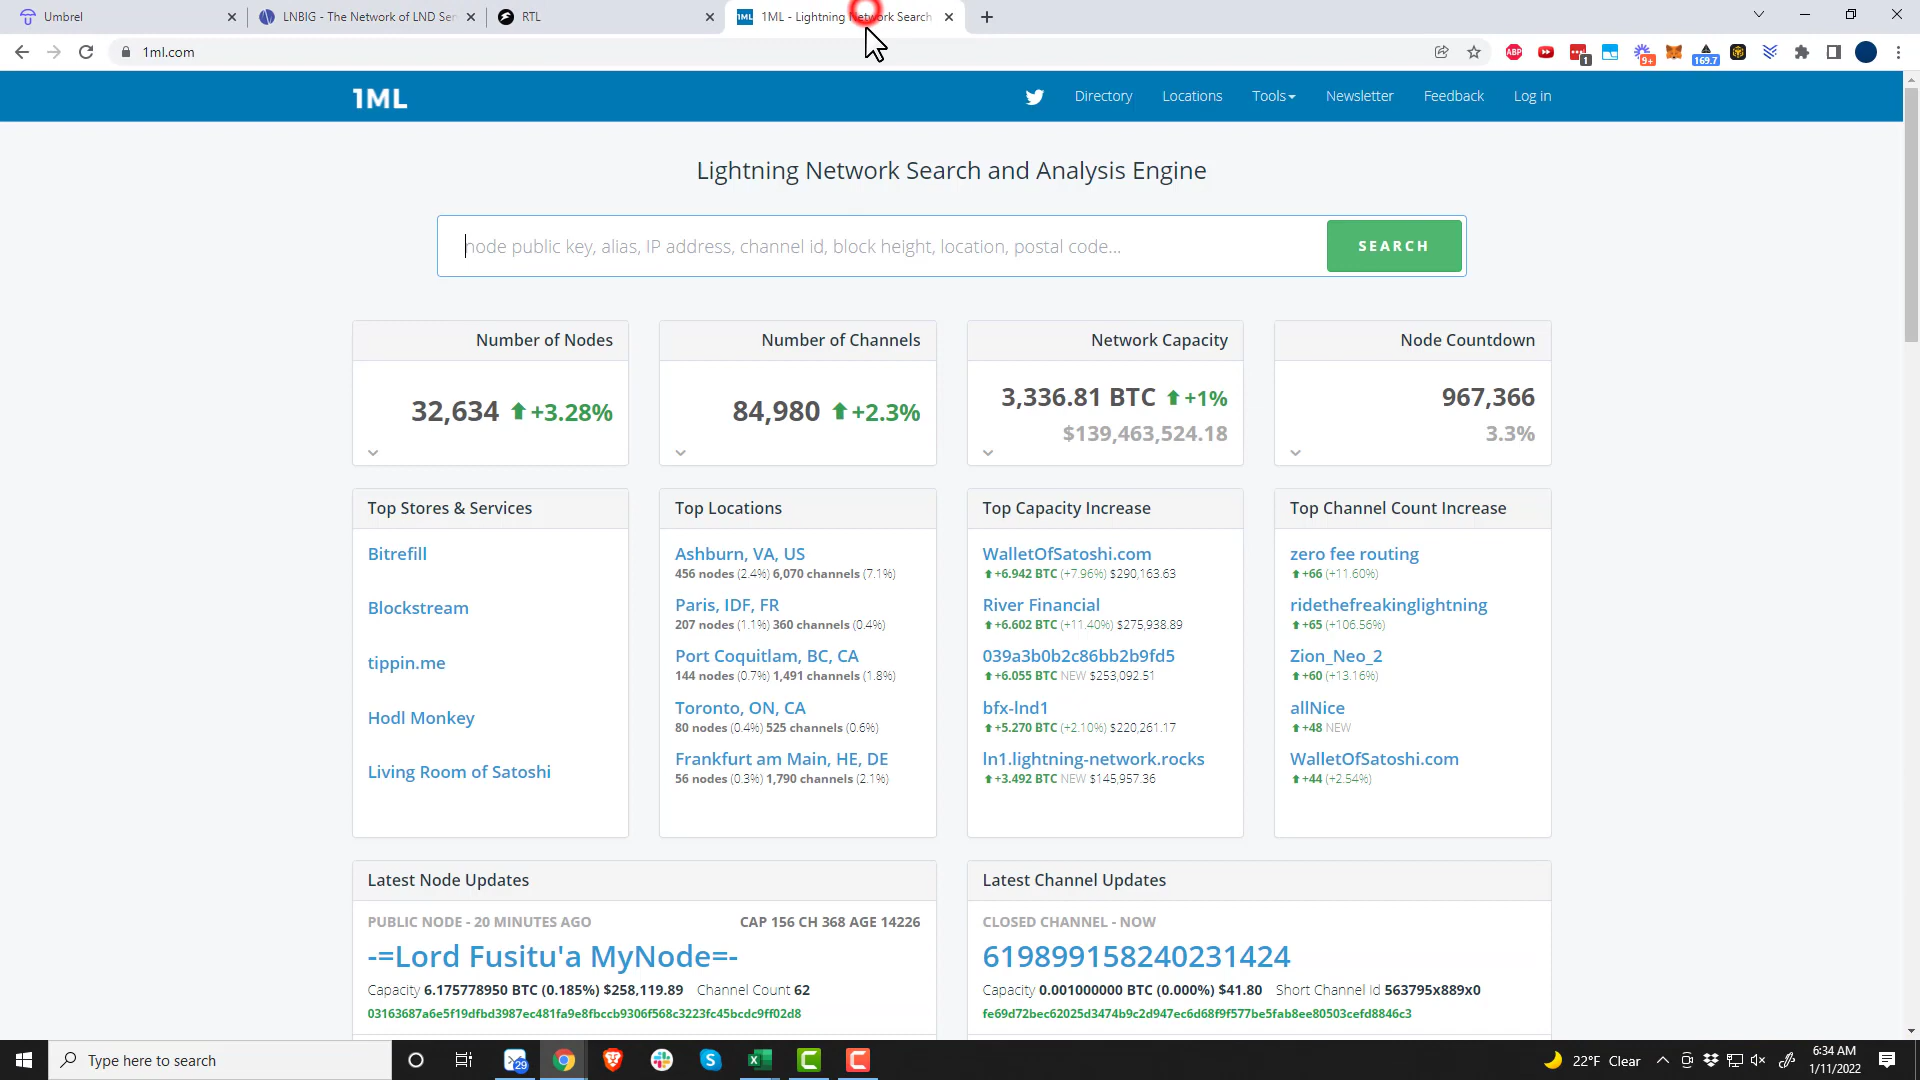 Umbrel
LNBIG - The Network of LND Ser
RTL
1ML
1ML - Lightning Network Search
1ml.com
ABP
1
9+
169.7
1ML
Directory
Locations
Tools
Newsletter
Feedback
Log in
Lightning Network Search and Analysis Engine
node public key, alias, IP address, channel id, block height, location, postal code...
SEARCH
Number of Nodes
32,634 +3.28%
Number of Channels
84,980 +2.3%
Network Capacity
3,336.81 BTC +1%
$139,463,524.18
Node Countdown
967,366
3.3%
Top Stores & Services
Bitrefill
Blockstream
tippin.me
Hodl Monkey
Living Room of Satoshi
Top Locations
Ashburn, VA, US
456 nodes (2.4%) 6,070 channels (7.1%)
Paris, IDF, FR
207 nodes (1.1%) 360 channels (0.4%)
Port Coquitlam, BC, CA
144 nodes (0.7%) 1,491 channels (1.8%)
Toronto, ON, CA
80 nodes (0.4%) 525 channels (0.6%)
Frankfurt am Main, HE, DE
56 nodes (0.3%) 1,790 channels (2.1%)
Top Capacity Increase
WalletOfSatoshi.com
+6.942 BTC (+7.96%) $290,163.63
River Financial
+6.602 BTC (+11.40%) $275,938.89
039a3b0b2c86bb2b9fd5
+6.055 BTC NEW $253,092.51
bfx-lnd1
+5.270 BTC (+2.10%) $220,261.17
ln1.lightning-network.rocks
+3.492 BTC NEW $145,957.36
Top Channel Count Increase
zero fee routing
+66 (+11.60%)
ridethefreakinglightning
+65 (+106.56%)
Zion_Neo_2
+60 (+13.16%)
allNice
+48 NEW
WalletOfSatoshi.com
+44 (+2.54%)
Latest Node Updates
PUBLIC NODE - 20 MINUTES AGO
CAP 156 CH 368 AGE 14226
-=Lord Fusitu'a MyNode=-
Capacity 6.175778950 BTC (0.185%) $258,119.89 Channel Count 62
03163687a6e5f19dfbd3987ec481fa9e8fbccb9306f568c3223fc45bcdc9ff02d8
Latest Channel Updates
CLOSED CHANNEL - NOW
619899158240231424
Capacity 0.001000000 BTC (0.000%) $41.80 Short Channel Id 563795x889x0
fe69d72bec62025d3474b9c2d947ec6d68f9f577be5fab8ee80503cefd8846c3
Type here to search
29
22°F Clear
6:34 AM
1/11/2022